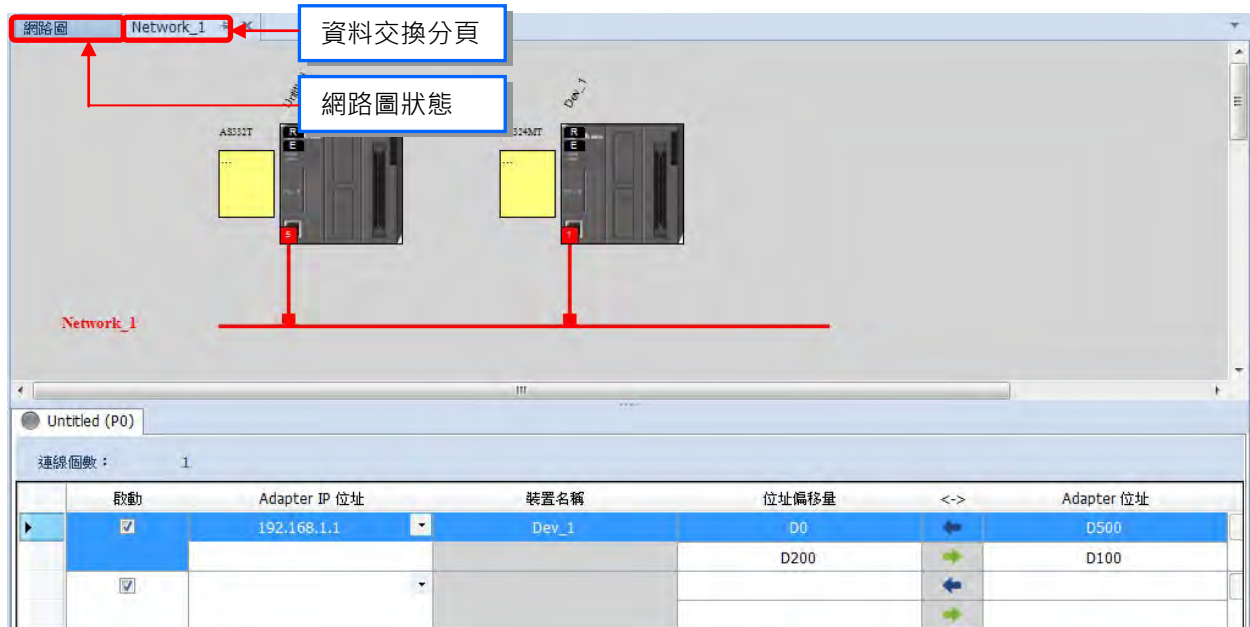 網路圖 Network_1
資料交換分頁
網路圖狀態
Dev_1
AS332T R
E
... ...
R
E
5 1
Network_1
Untitled (P0)
連線個數： 1
啟動 Adapter IP 位址 裝置名稱 位址偏移量 <-> Adapter 位址
192.168.1.1 Dev_1 D0 D500
D200 D100